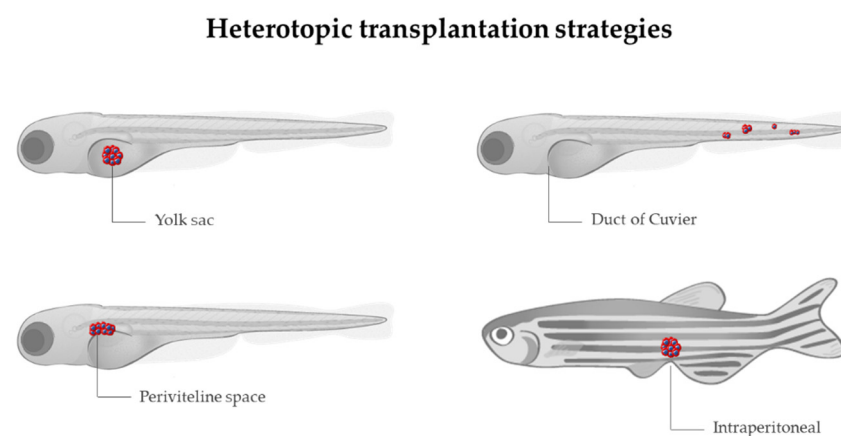 Heterotopic transplantation strategies
Yolk sac
Duct of Cuvier
Periviteline space
Intraperitoneal